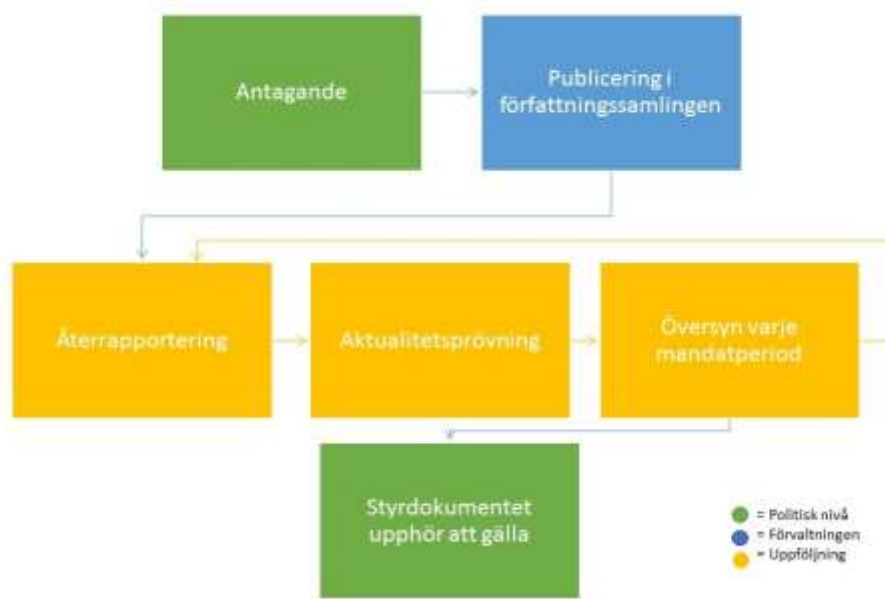 Antagande
Publicering i
författningssamlingen
Återrapportering
Aktualitetsprövning
Översyn varje
mandatperiod
Styrdokumentet
upphör att gälla
= Politisk nivå
= Förvaltningen
= Uppföljning